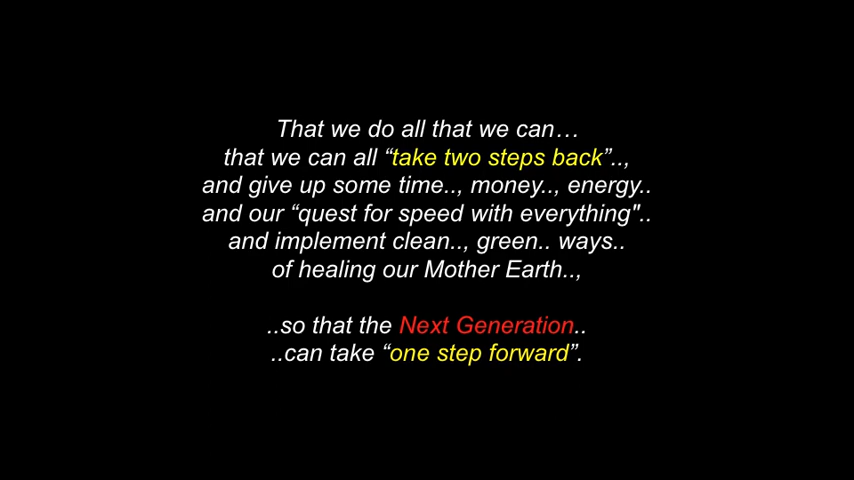 That we do all that we can…
that we can all “take two steps back”..,
and give up some time.., money.., energy..
and our “quest for speed with everything"..
and implement clean.., green.. ways..
of healing our Mother Earth..,
..so that the Next Generation..
..can take “one step forward”.